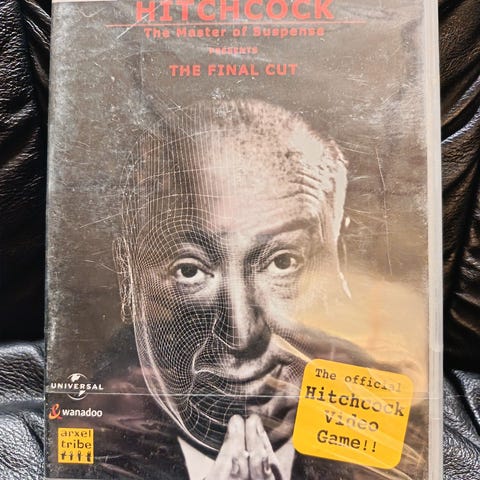 HITCHCOCK
The Master of Suspense
PRESENTS
THE FINAL CUT
UNIVERSAL
wanadoo
arxel
tribe
The official
Hitchcock
Video
Game!!